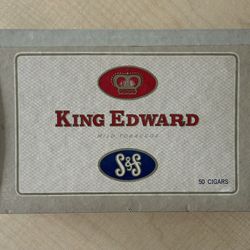 KING EDWARD
MILD TOBACCOS
S&S
50 CIGARS